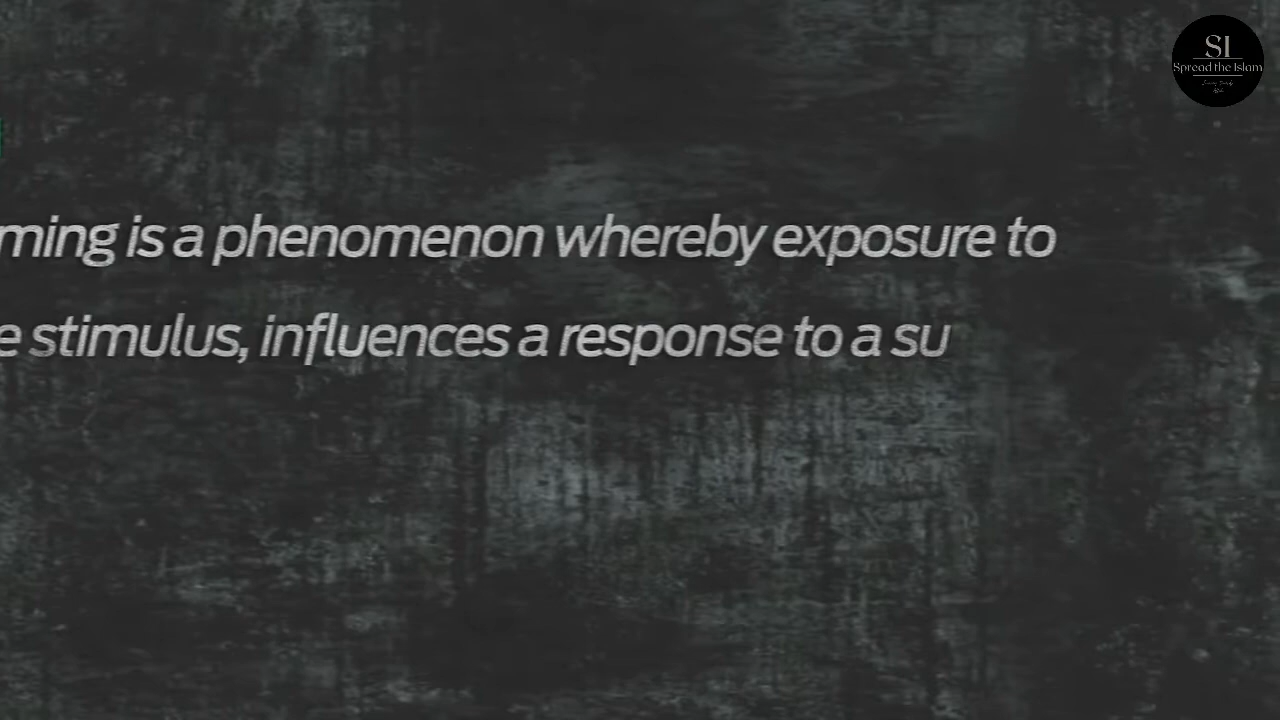 SI
Spread the Islam
ming is a phenomenon whereby exposure to
e stimulus, influences a response to a su